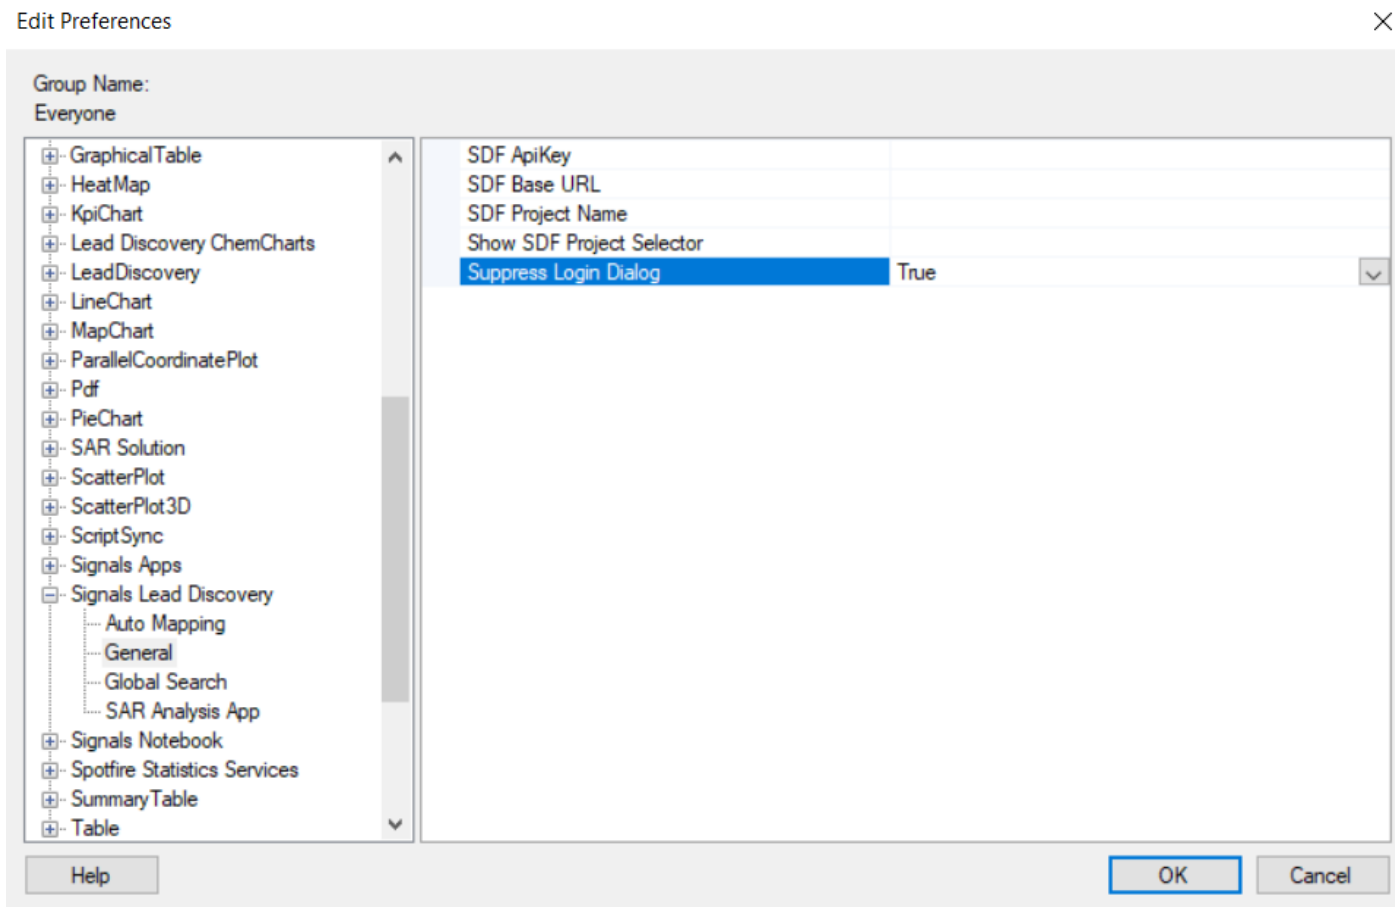 Edit Preferences
Group Name:
Everyone
GraphicalTable
HeatMap
KpiChart
Lead Discovery ChemCharts
LeadDiscovery
LineChart
MapChart
ParallelCoordinatePlot
Pdf
PieChart
SAR Solution
ScatterPlot
ScatterPlot3D
ScriptSync
Signals Apps
Signals Lead Discovery
Auto Mapping
General
Global Search
SAR Analysis App
Signals Notebook
Spotfire Statistics Services
SummaryTable
Table
SDF ApiKey
SDF Base URL
SDF Project Name
Show SDF Project Selector
Suppress Login Dialog True
Help
OK
Cancel